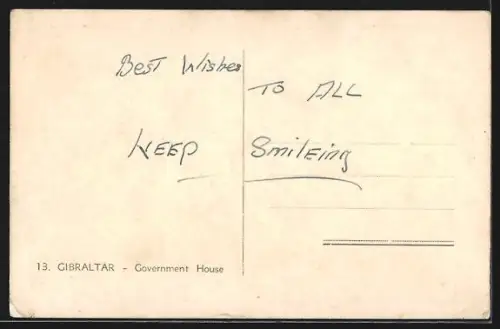 Best Wishes TO ALL
KEEP SmilEing
13. GIBRALTAR - Government House